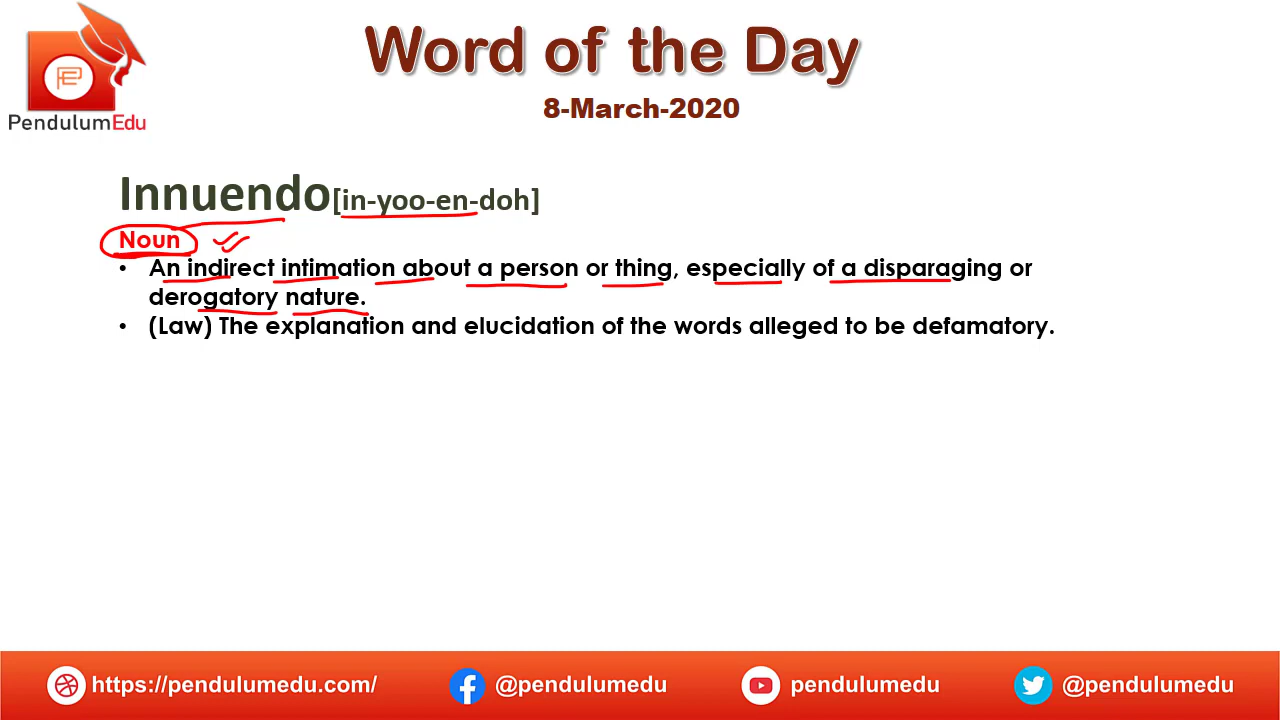 Word of the Day
8-March-2020
PendulumEdu
Innuendo[in-yoo-en-doh]
Noun
• An indirect intimation about a person or thing, especially of a disparaging or
derogatory nature.
• (Law) The explanation and elucidation of the words alleged to be defamatory.
https://pendulumedu.com/ @pendulumedu pendulumedu @pendulumedu